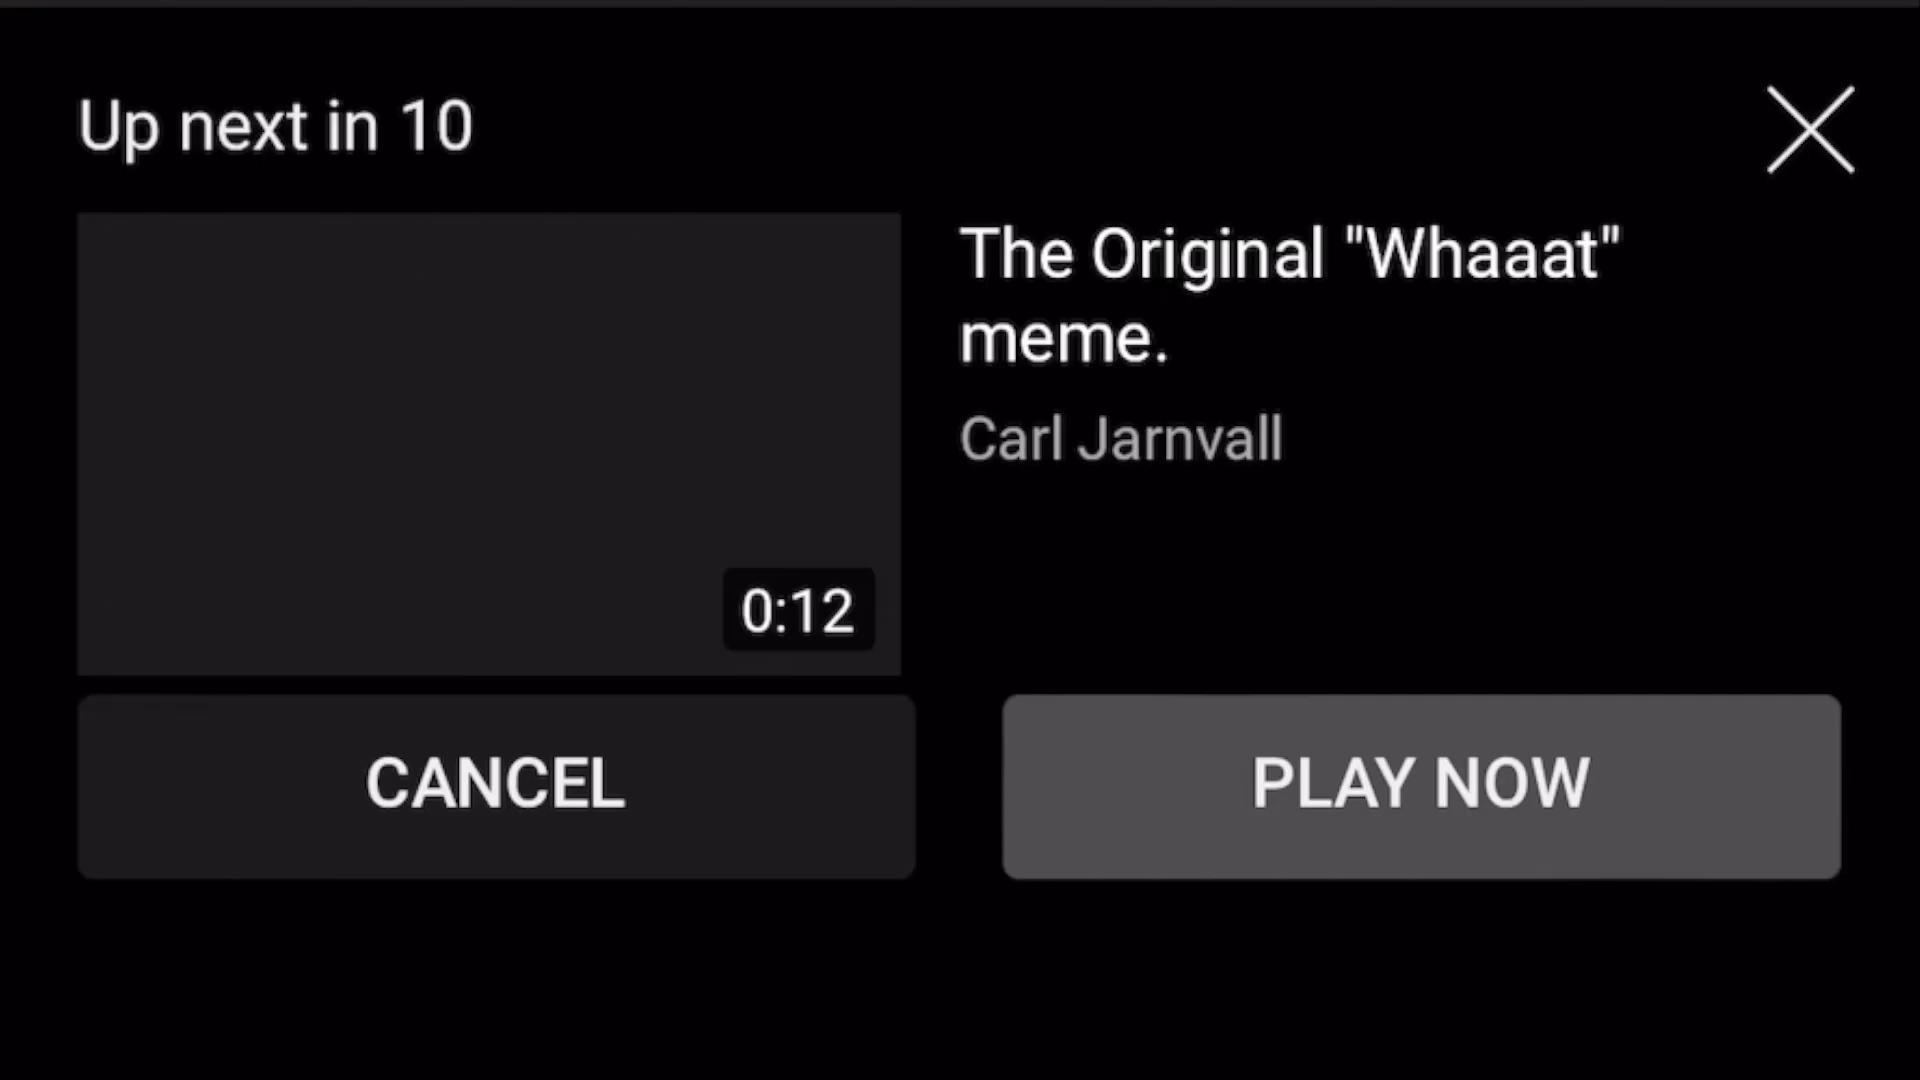 Up next in 10
The Original "Whaaat"
meme.
Carl Jarnvall
0:12
CANCEL
PLAY NOW